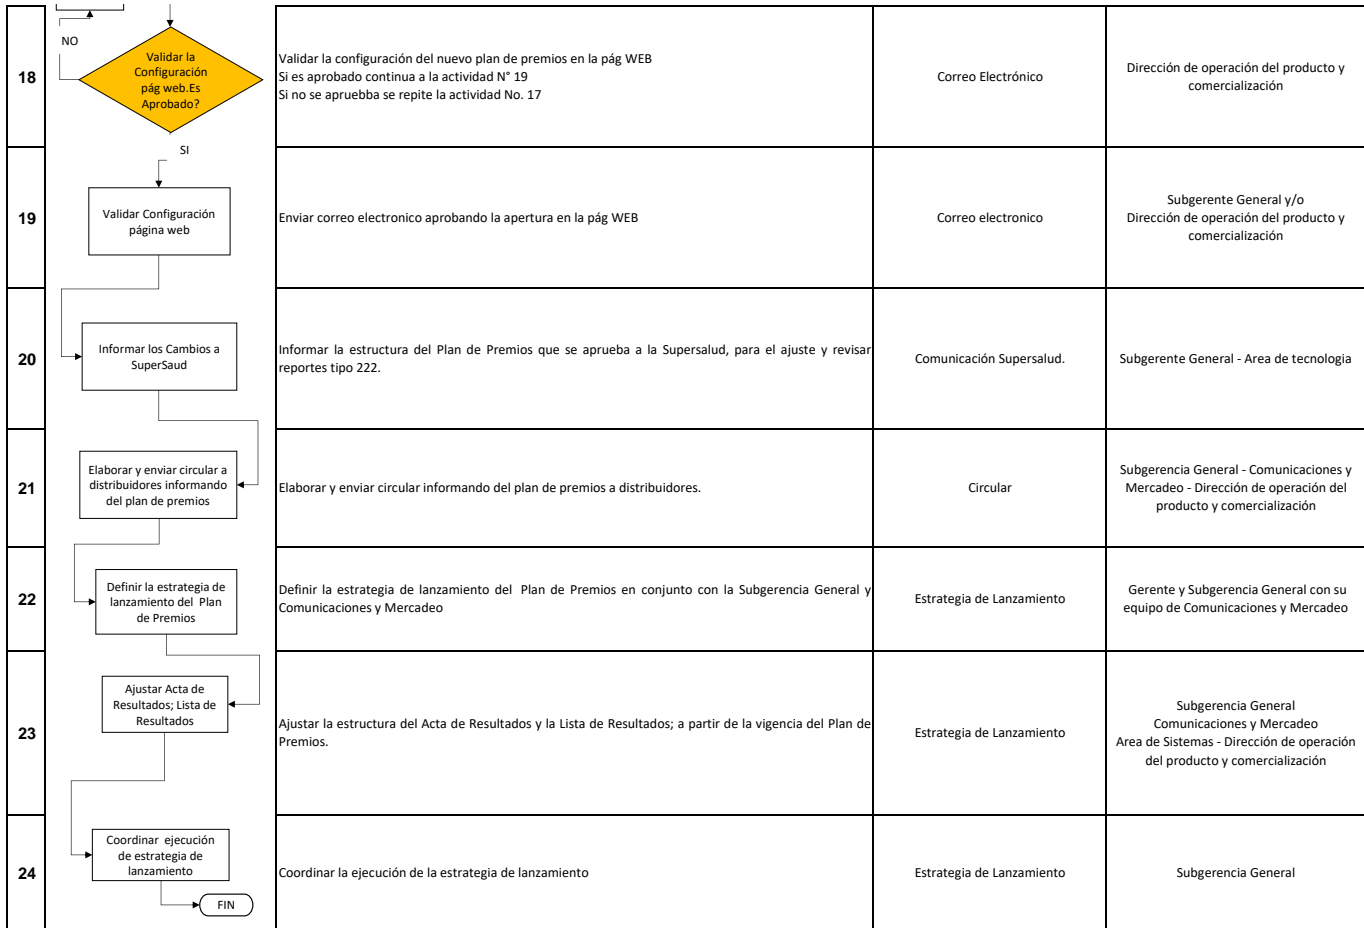 NO
18
Validar la
Configuración
pág web.Es
Aprobado?
Validar la configuración del nuevo plan de premios en la pág WEB
Si es aprobado continua a la actividad N° 19
Si no se apruebba se repite la actividad No. 17
Correo Electrónico
Dirección de operación del producto y
comercialización
SI
19
Validar Configuración
página web
Enviar correo electronico aprobando la apertura en la pág WEB
Correo electronico
Subgerente General y/o
Dirección de operación del producto y
comercialización
20
Informar los Cambios a
SuperSaud
Informar la estructura del Plan de Premios que se aprueba a la Supersalud, para el ajuste y revisar
reportes tipo 222.
Comunicación Supersalud.
Subgerente General - Area de tecnologia
21
Elaborar y enviar circular a
distribuidores informando
del plan de premios
Elaborar y enviar circular informando del plan de premios a distribuidores.
Circular
Subgerencia General - Comunicaciones y
Mercadeo - Dirección de operación del
producto y comercialización
22
Definir la estrategia de
lanzamiento del Plan
de Premios
Definir la estrategia de lanzamiento del Plan de Premios en conjunto con la Subgerencia General y
Comunicaciones y Mercadeo
Estrategia de Lanzamiento
Gerente y Subgerencia General con su
equipo de Comunicaciones y Mercadeo
23
Ajustar Acta de
Resultados; Lista de
Resultados
Ajustar la estructura del Acta de Resultados y la Lista de Resultados; a partir de la vigencia del Plan de
Premios.
Estrategia de Lanzamiento
Subgerencia General
Comunicaciones y Mercadeo
Area de Sistemas - Dirección de operación
del producto y comercialización
24
Coordinar ejecución
de estrategia de
lanzamiento
FIN
Coordinar la ejecución de la estrategia de lanzamiento
Estrategia de Lanzamiento
Subgerencia General